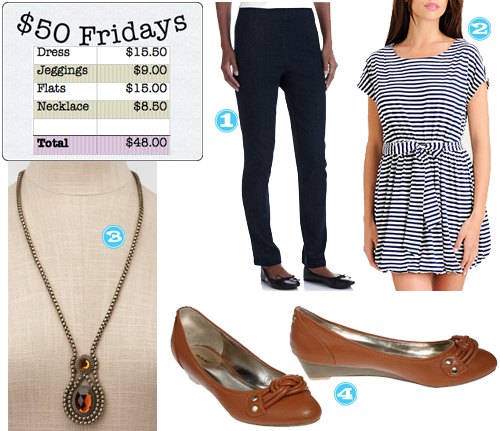 $50 Fridays
Dress $15.50
Jeggings $9.00
Flats $15.00
Necklace $8.50
Total $48.00
1
2
3
4